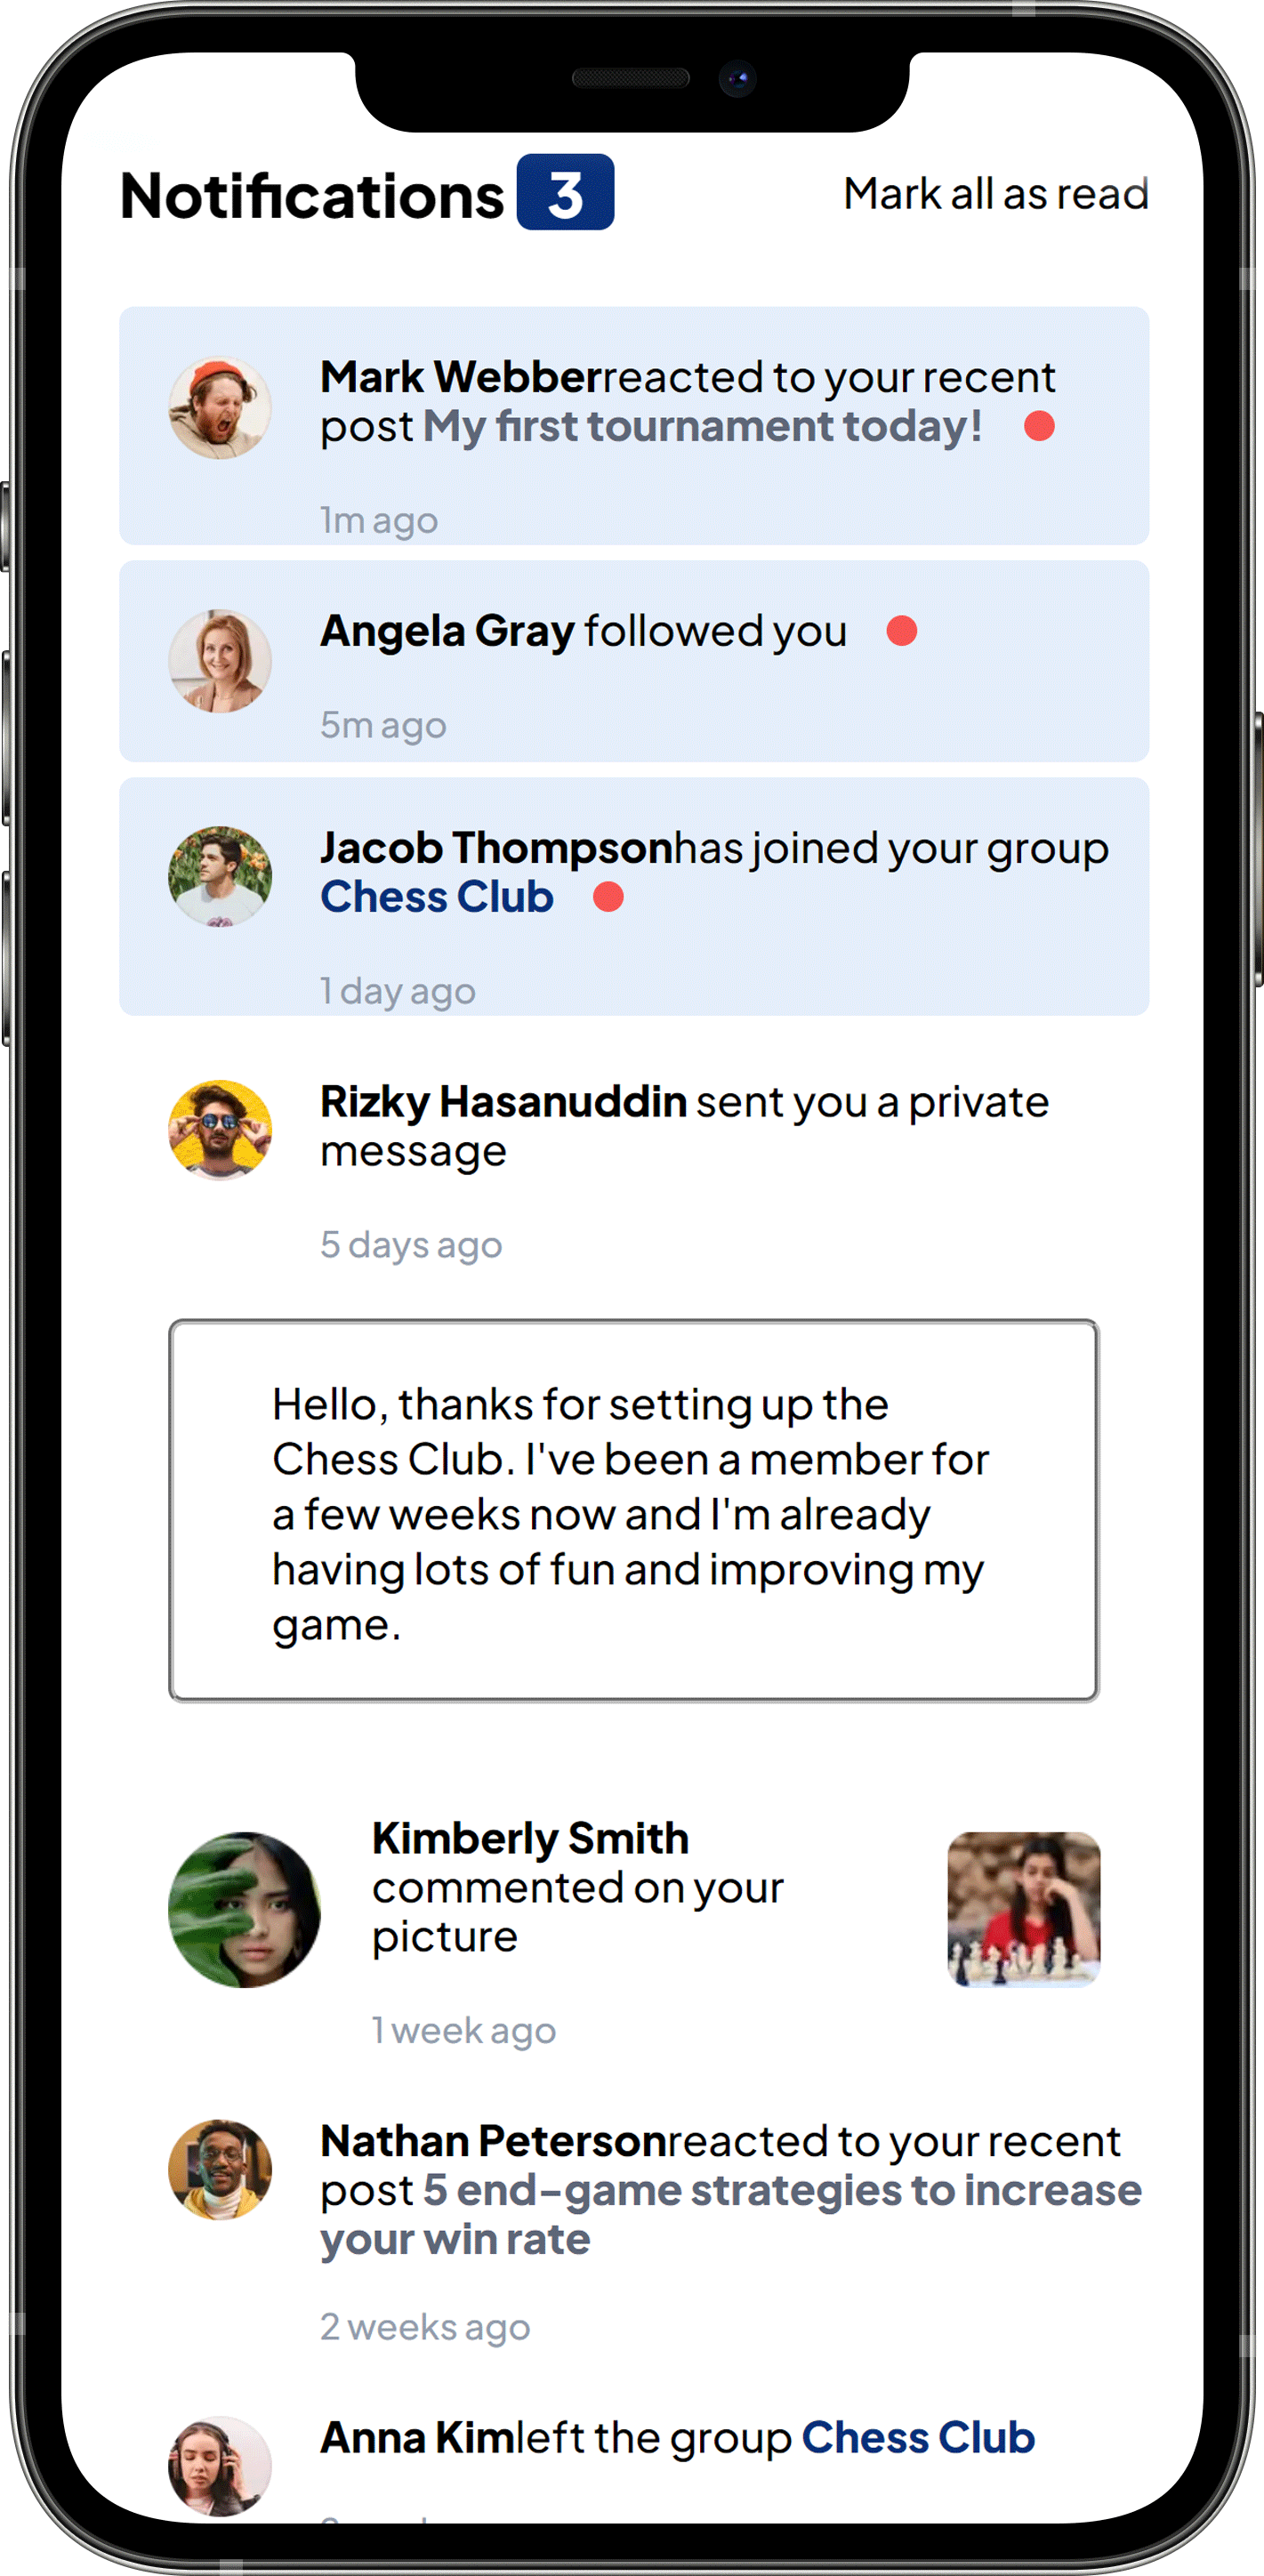 Notifications 3
Mark all as read
Mark Webberreacted to your recent
post My first tournament today!
1m ago
Angela Gray followed you
5m ago
Jacob Thompsonhas joined your group
Chess Club
1 day ago
Rizky Hasanuddin sent you a private
message
5 days ago
Hello, thanks for setting up the
Chess Club. I've been a member for
a few weeks now and I'm already
having lots of fun and improving my
game.
Kimberly Smith
commented on your
picture
1 week ago
Nathan Petersonreacted to your recent
post 5 end-game strategies to increase
your win rate
2 weeks ago
Anna Kimleft the group Chess Club